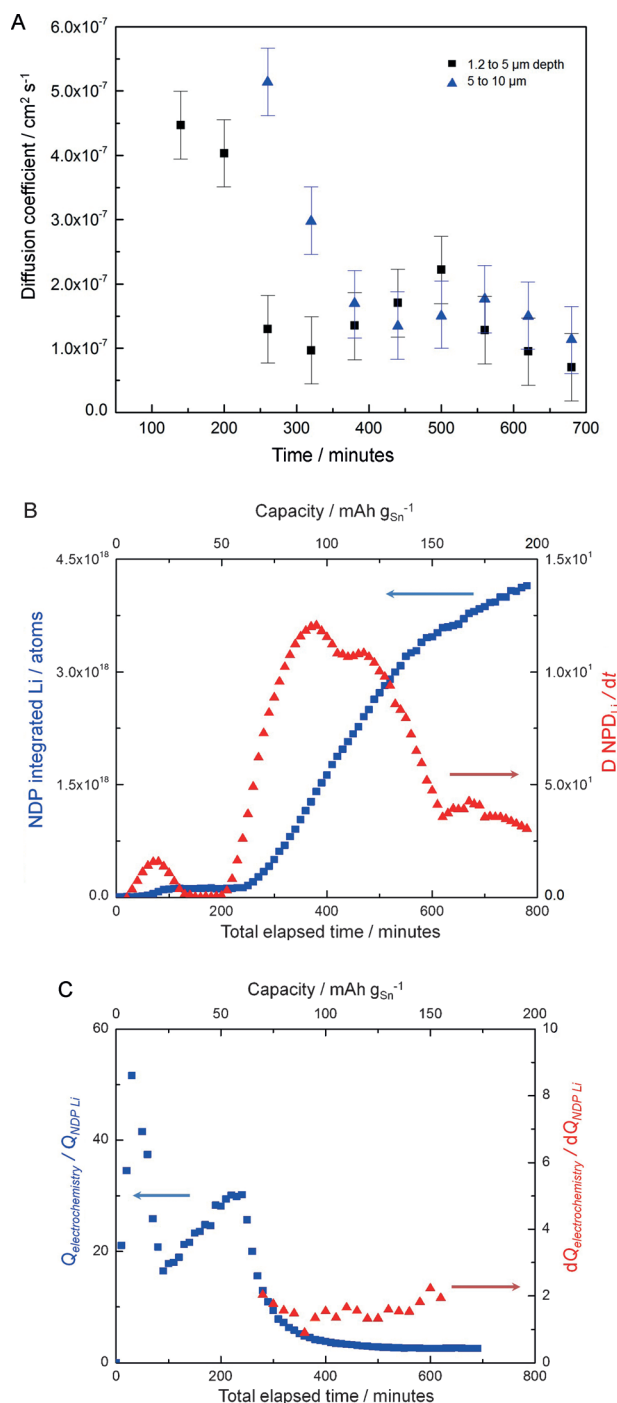 A
6.0x10⁻⁷
5.0x10⁻⁷
4.0x10⁻⁷
3.0x10⁻⁷
2.0x10⁻⁷
1.0x10⁻⁷
0.0
Diffusion coefficient / cm² s⁻¹
1.2 to 5 µm depth
5 to 10 µm
100 200 300 400 500 600 700
Time / minutes
B
Capacity / mAh gSn⁻¹
0 50 100 150 200
4.5x10¹⁸
3.0x10¹⁸
1.5x10¹⁸
0.0
NDP integrated Li / atoms
1.5x10¹
1.0x10¹
5.0x10¹
0.0
D NPDLi / dt
0 200 400 600 800
Total elapsed time / minutes
C
Capacity / mAh gSn⁻¹
0 50 100 150 200
60
40
20
0
Qelectrochemistry / QNDP Li
10
8
6
4
2
0
dQelectrochemistry / dQNDP Li
0 200 400 600 800
Total elapsed time / minutes